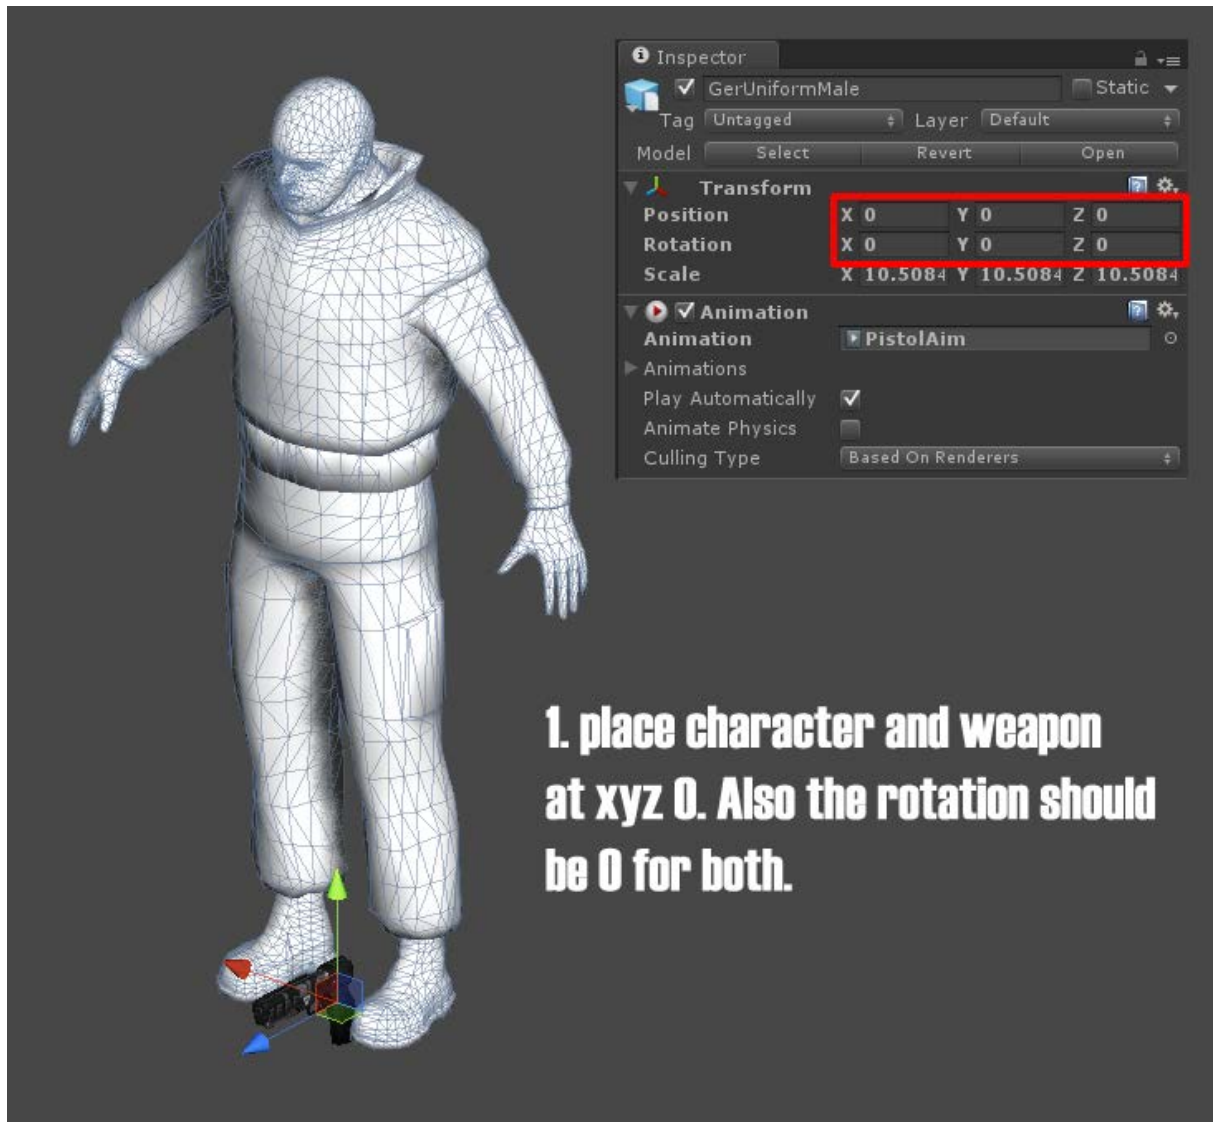 Inspector
GerUniformMale Static
Tag Untagged Layer Default
Model Select Revert Open
Transform
Position X 0 Y 0 Z 0
Rotation X 0 Y 0 Z 0
Scale X 10.5084 Y 10.5084 Z 10.5084
Animation
Animation PistolAim
Animations
Play Automatically
Animate Physics
Culling Type Based On Renderers
1. place character and weapon
at xyz 0. Also the rotation should
be 0 for both.